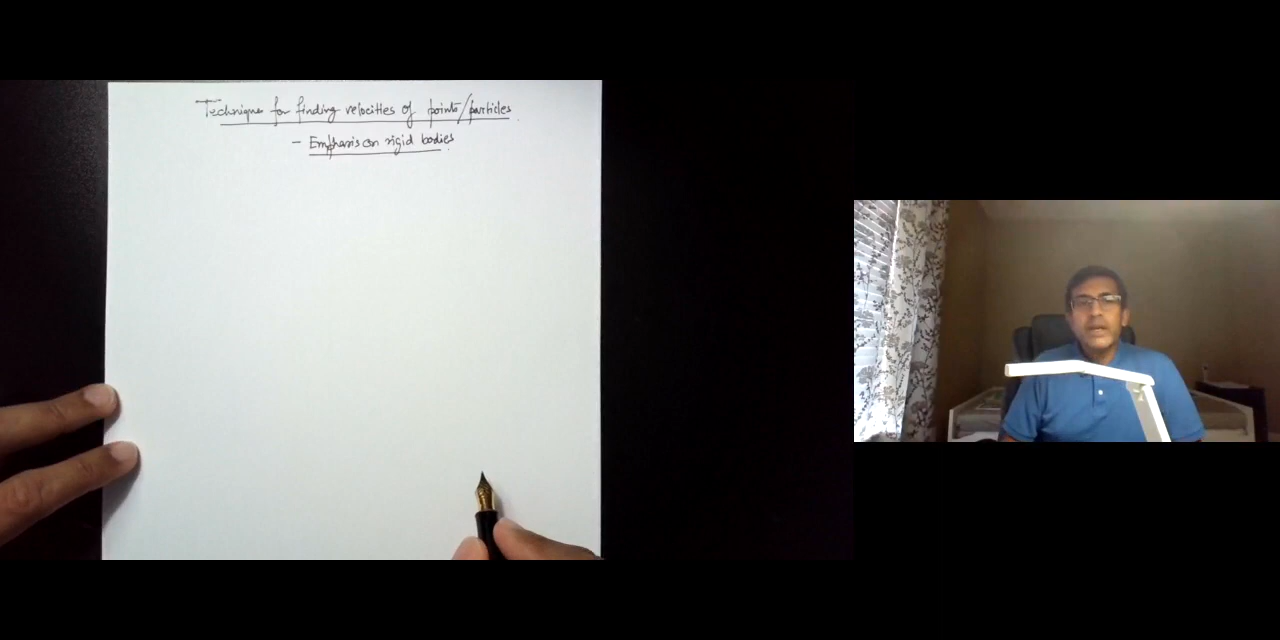 Technique for finding velocities of points/particles
- Emphasis on rigid bodies